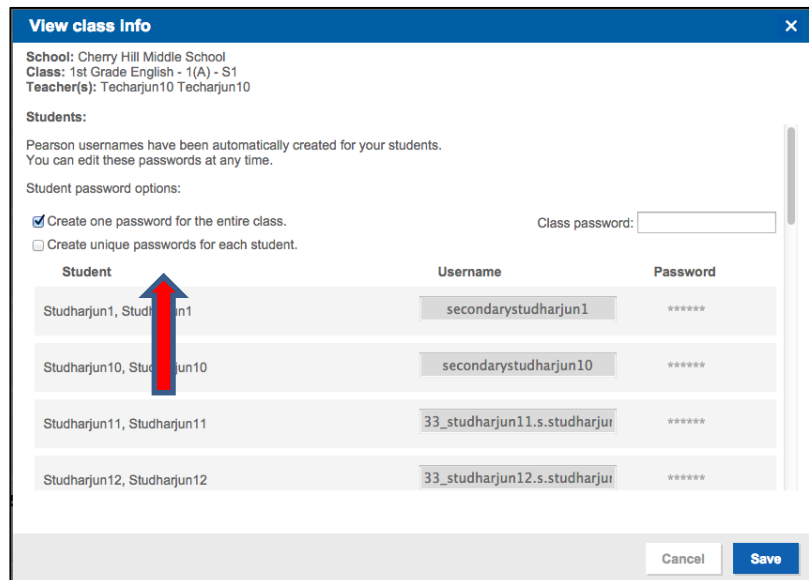 View class info
School: Cherry Hill Middle School
Class: 1st Grade English - 1(A) - S1
Teacher(s): Techarjun10 Techarjun10
Students:
Pearson usernames have been automatically created for your students.
You can edit these passwords at any time.
Student password options:
Create one password for the entire class. Class password:
Create unique passwords for each student.
Student Username Password
Studharjun1, secondarystudharjun1 ******
Studharjun10, secondarystudharjun10 ******
Studharjun11, Studharjun11 33_studharjun11.s.studharjur ******
Studharjun12, Studharjun12 33_studharjun12.s.studharjur ******
Cancel Save